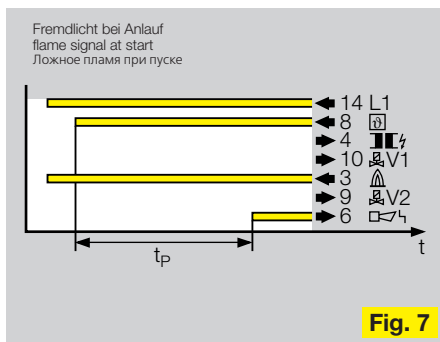 Fremdlicht bei Anlauf
flame signal at start
Ложное пламя при пуске
14 L1
8 ϑ
4
10 V1
3
9 V2
6
t
tP
Fig. 7